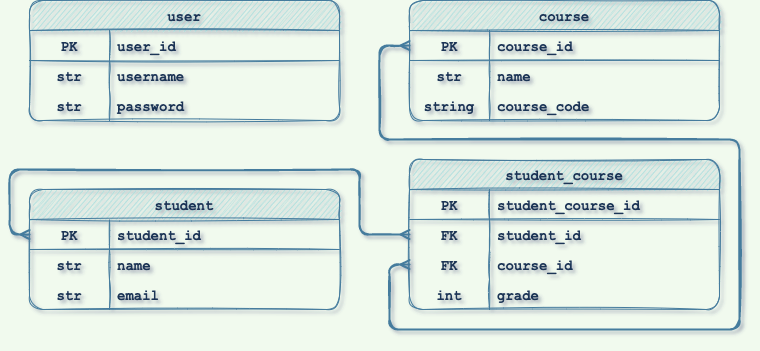 user
PK user_id
str username
str password
course
PK course_id
str name
string course_code
student
PK student_id
str name
str email
student_course
PK student_course_id
FK student_id
FK course_id
int grade